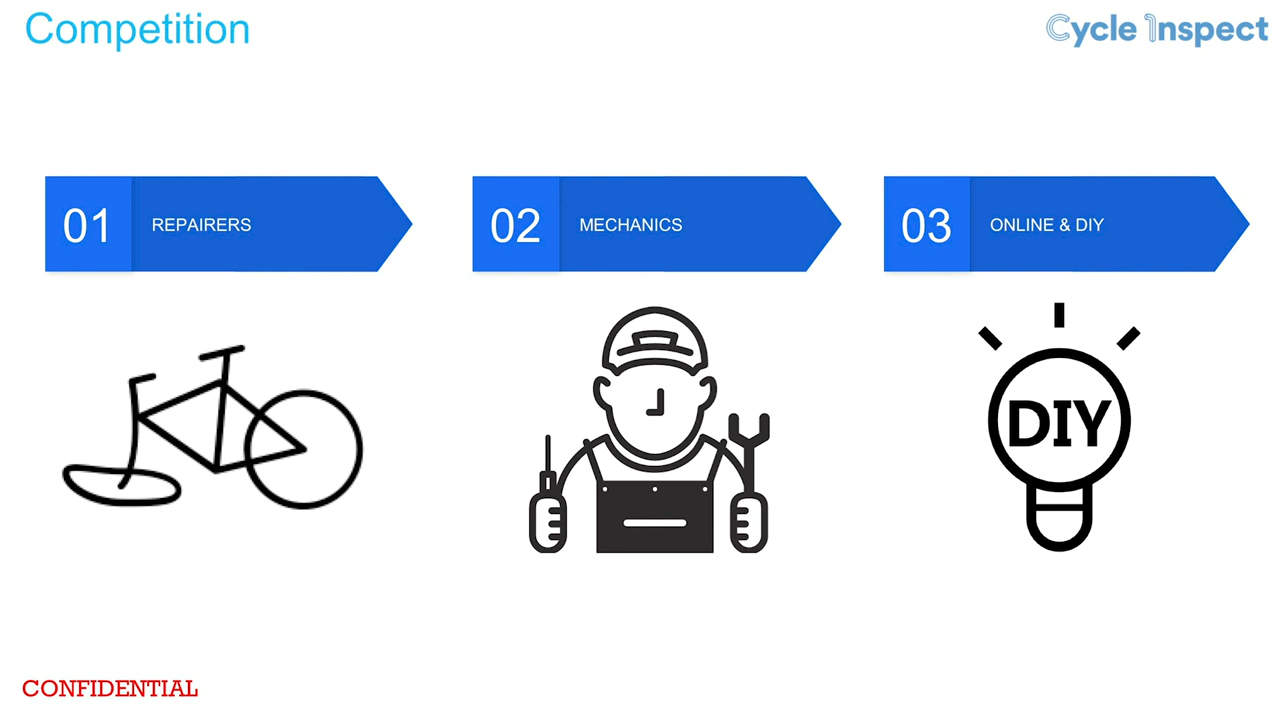 Competition
Cycle Inspect
01 REPAIRERS
02 MECHANICS
03 ONLINE & DIY
DIY
CONFIDENTIAL